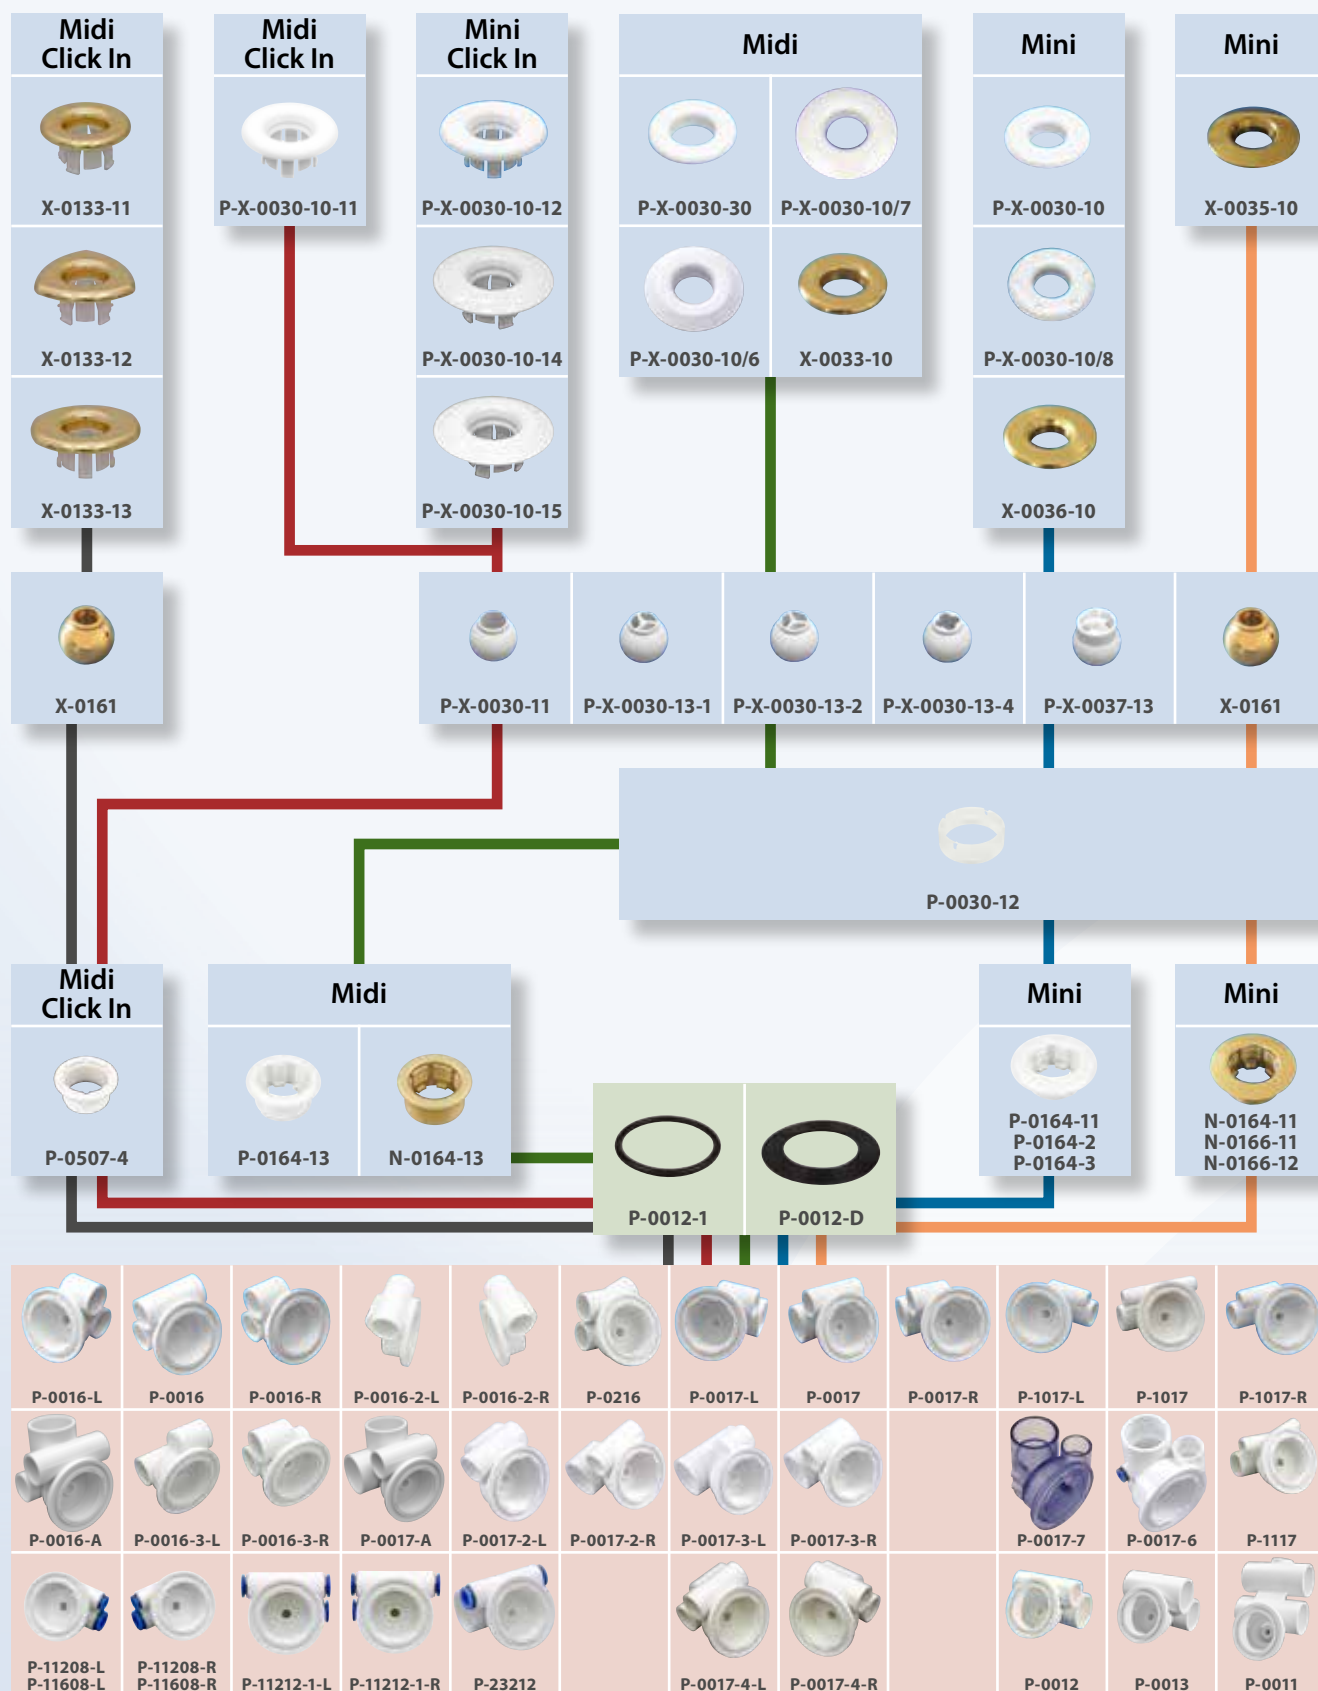 Midi
Click In
Midi
Click In
Mini
Click In
Midi
Mini
Mini
X-0133-11
P-X-0030-10-11
P-X-0030-10-12
P-X-0030-30
P-X-0030-10/7
P-X-0030-10
X-0035-10
X-0133-12
P-X-0030-10-14
P-X-0030-10/6
X-0033-10
P-X-0030-10/8
X-0133-13
P-X-0030-10-15
X-0036-10
X-0161
P-X-0030-11
P-X-0030-13-1
P-X-0030-13-2
P-X-0030-13-4
P-X-0037-13
X-0161
P-0030-12
Midi
Click In
Midi
Mini
Mini
P-0507-4
P-0164-13
N-0164-13
P-0164-11
P-0164-2
P-0164-3
N-0164-11
N-0166-11
N-0166-12
P-0012-1
P-0012-D
P-0016-L
P-0016
P-0016-R
P-0016-2-L
P-0016-2-R
P-0216
P-0017-L
P-0017
P-0017-R
P-1017-L
P-1017
P-1017-R
P-0016-A
P-0016-3-L
P-0016-3-R
P-0017-A
P-0017-2-L
P-0017-2-R
P-0017-3-L
P-0017-3-R
P-0017-7
P-0017-6
P-1117
P-11208-L
P-11608-L
P-11208-R
P-11608-R
P-11212-1-L
P-11212-1-R
P-23212
P-0017-4-L
P-0017-4-R
P-0012
P-0013
P-0011